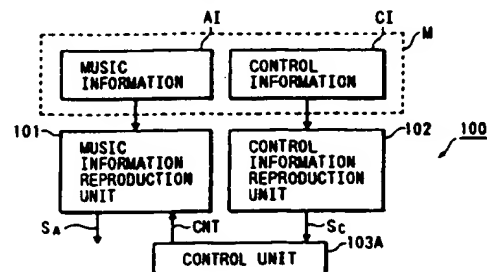 AI
CI
M
MUSIC
INFORMATION
CONTROL
INFORMATION
101
MUSIC
INFORMATION
REPRODUCTION
UNIT
CONTROL
INFORMATION
REPRODUCTION
UNIT
102
100
SA
CNT
SC
CONTROL UNIT
103A